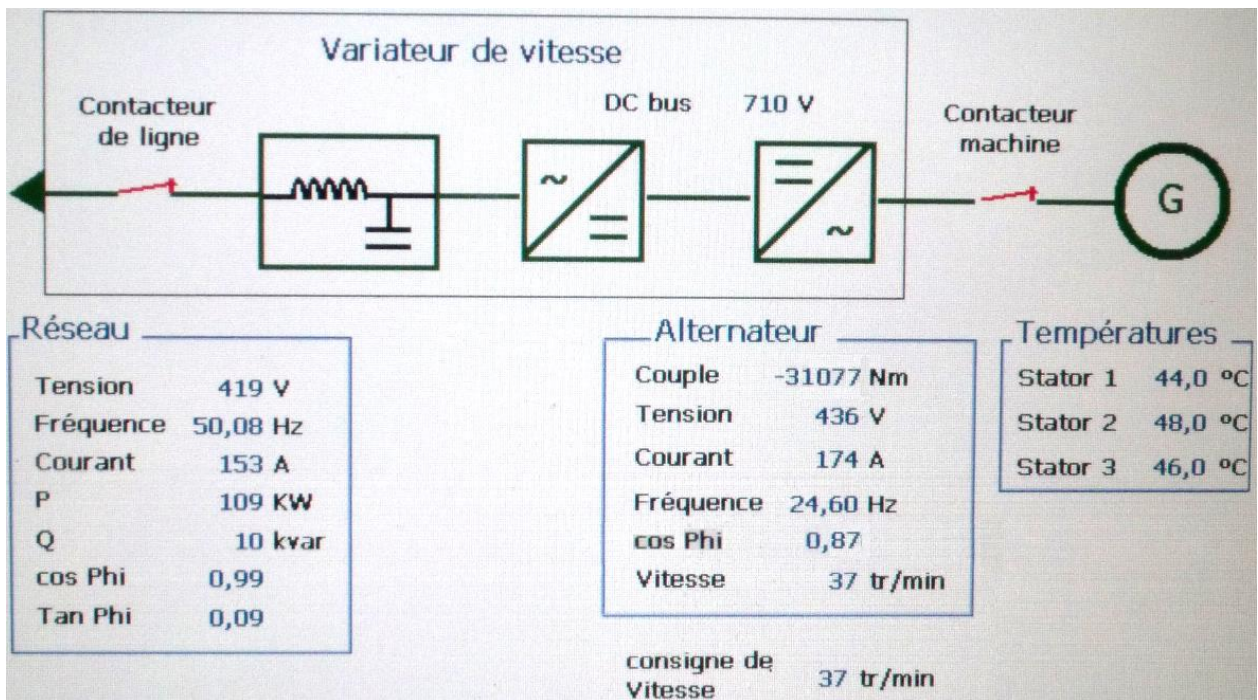 Variateur de vitesse
Contacteur
de ligne
DC bus 710 V
Contacteur
machine
~
~
G
Réseau
Tension 419 V
Fréquence 50,08 Hz
Courant 153 A
P 109 KW
Q 10 kvar
cos Phi 0,99
Tan Phi 0,09
Alternateur
Couple -31077 Nm
Tension 436 V
Courant 174 A
Fréquence 24,60 Hz
cos Phi 0,87
Vitesse 37 tr/min
consigne de
Vitesse 37 tr/min
Températures
Stator 1 44,0 ºC
Stator 2 48,0 ºC
Stator 3 46,0 ºC